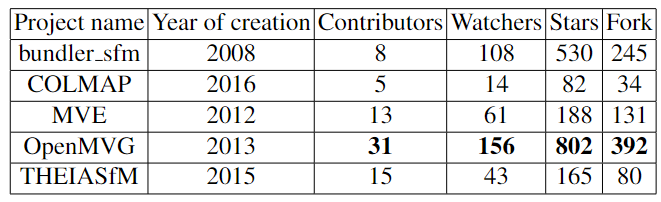 Project name Year of creation Contributors Watchers Stars Fork
bundler_sfm 2008 8 108 530 245
COLMAP 2016 5 14 82 34
MVE 2012 13 61 188 131
OpenMVG 2013 31 156 802 392
THEIASfM 2015 15 43 165 80